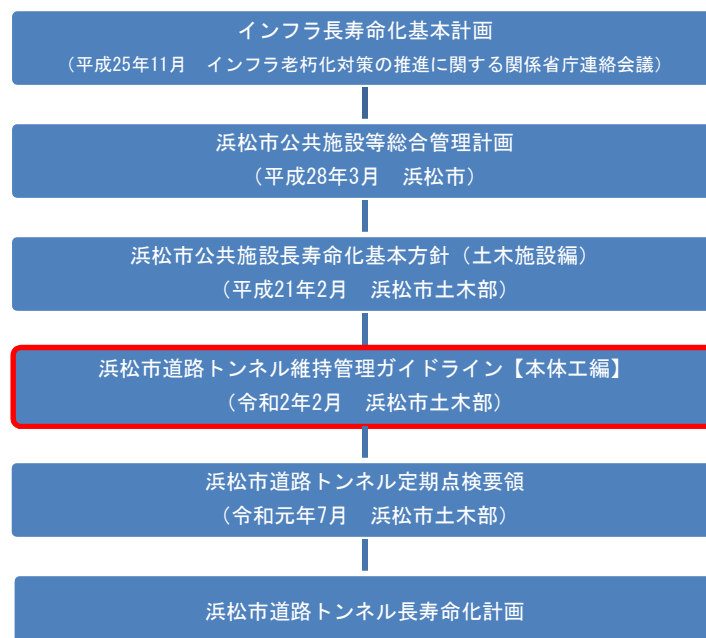 インフラ長寿命化基本計画
（平成25年11月　インフラ老朽化対策の推進に関する関係省庁連絡会議）
浜松市公共施設等総合管理計画
（平成28年3月　浜松市）
浜松市公共施設長寿命化基本方針（土木施設編）
（平成21年2月　浜松市土木部）
浜松市道路トンネル維持管理ガイドライン【本体工編】
（令和2年2月　浜松市土木部）
浜松市道路トンネル定期点検要領
（令和元年7月　浜松市土木部）
浜松市道路トンネル長寿命化計画